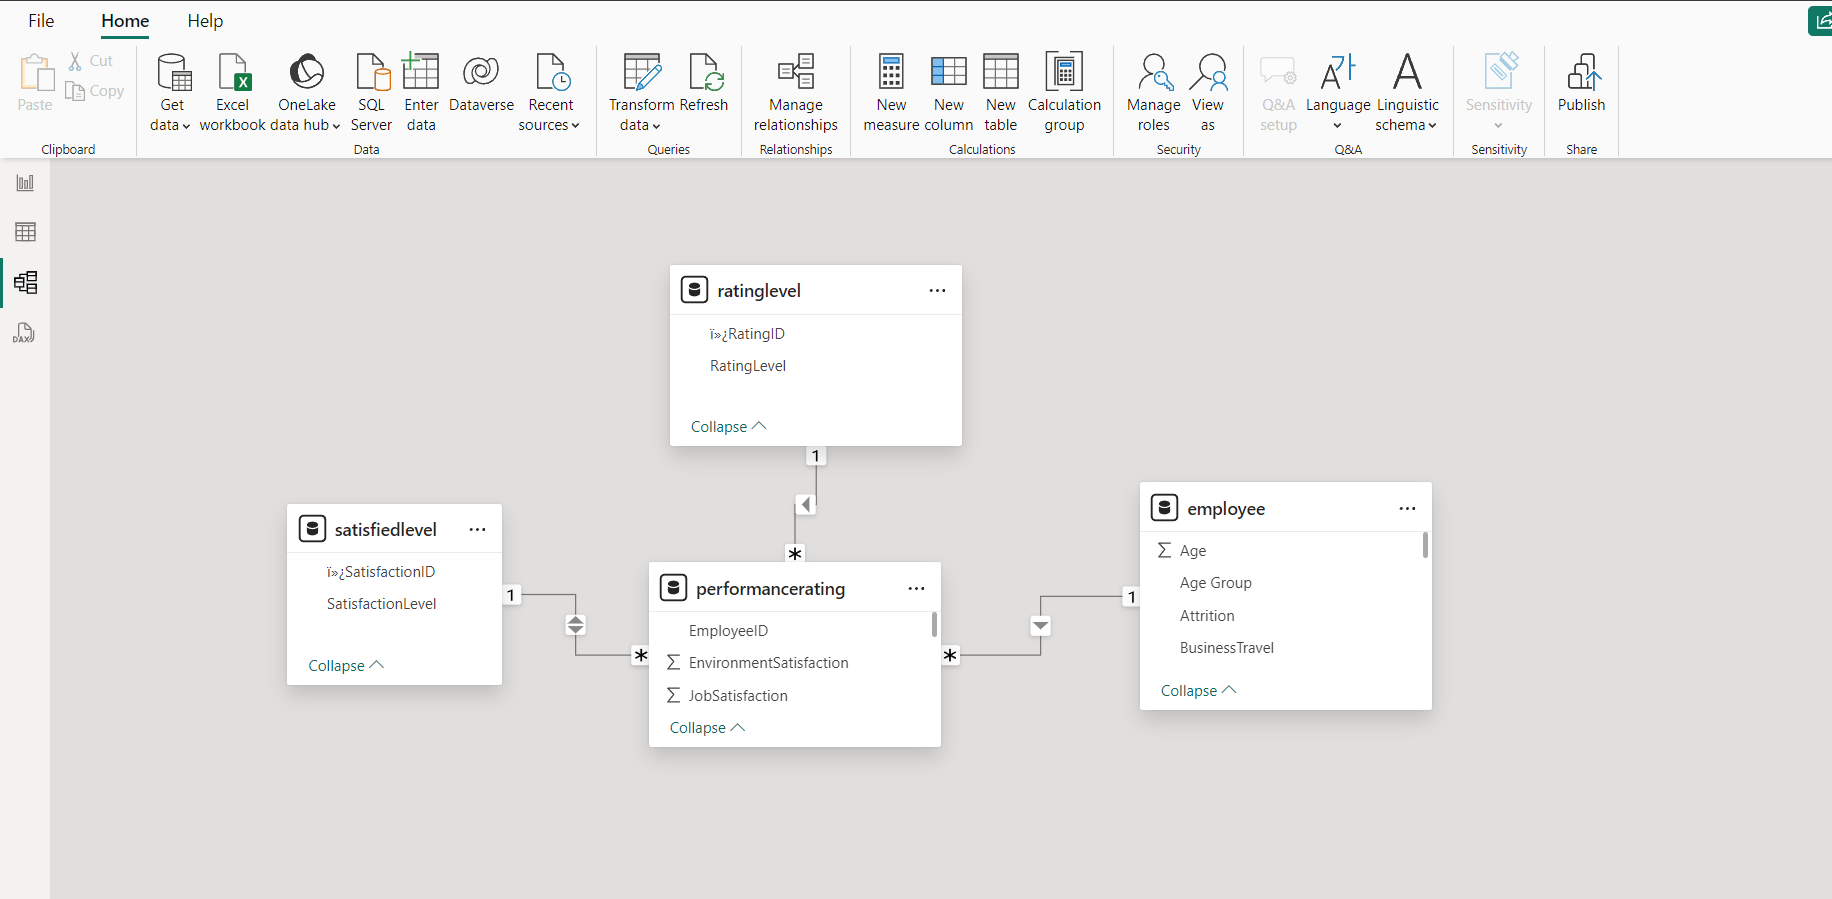 File Home Help
Paste
Cut
Copy
Clipboard
Get data
Excel workbook
OneLake data hub
SQL Server
Enter data
Dataverse
Recent sources
Data
Transform data
Refresh
Queries
Manage relationships
Relationships
New measure
New column
New table
Calculation group
Calculations
Manage roles
View as
Security
Q&A setup
Language
Linguistic schema
Q&A
Sensitivity
Sensitivity
Publish
Share
DAX
ratinglevel
ï»¿RatingID
RatingLevel
Collapse
1
*
satisfiedlevel
ï»¿SatisfactionID
SatisfactionLevel
Collapse
1
*
performancerating
EmployeeID
∑ EnvironmentSatisfaction
∑ JobSatisfaction
Collapse
*
1
employee
∑ Age
Age Group
Attrition
BusinessTravel
Collapse